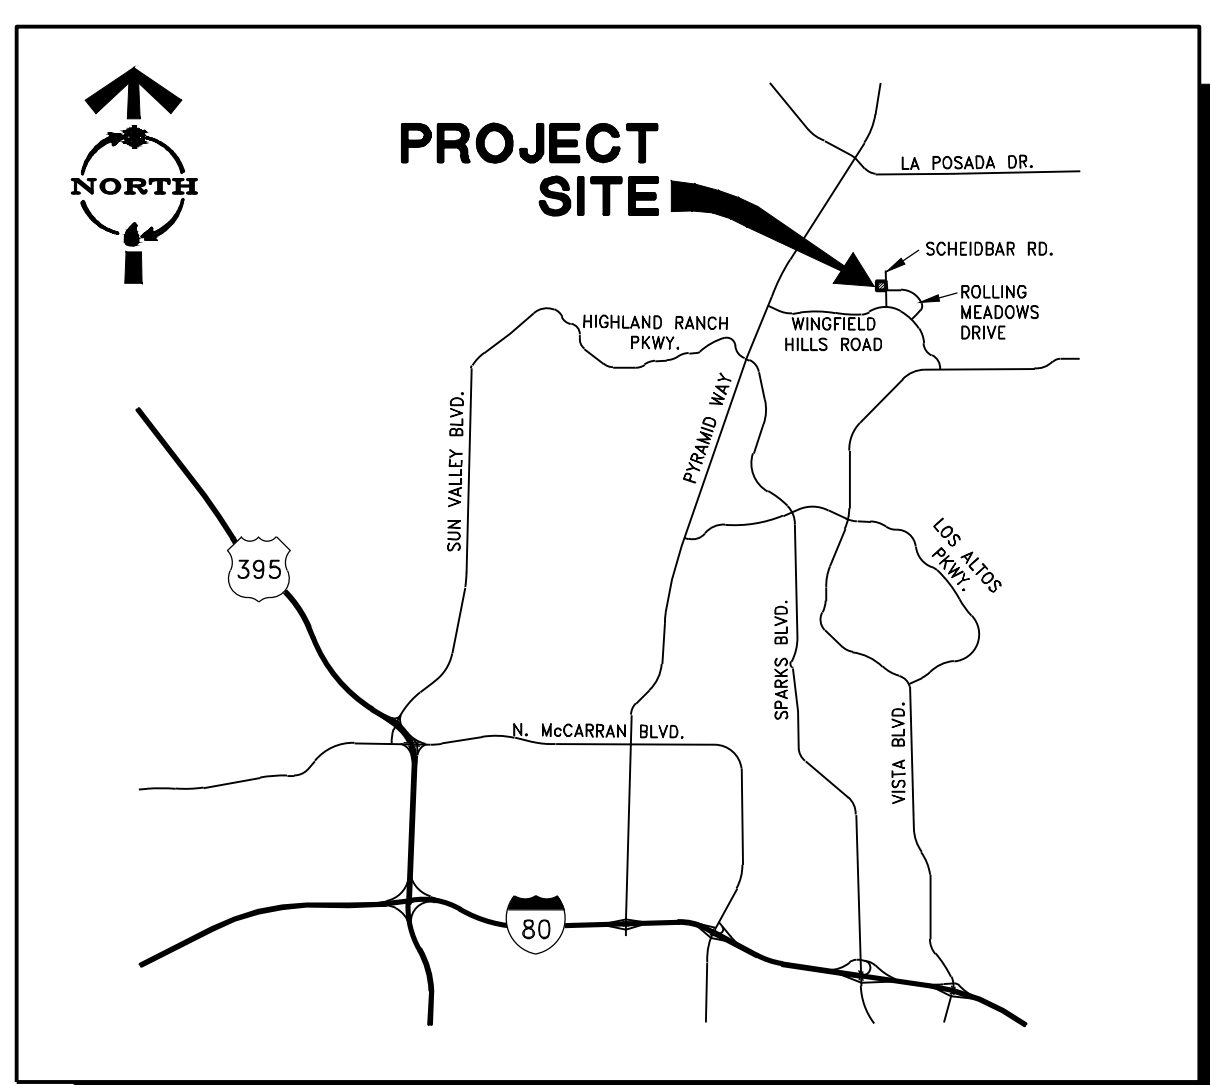 NORTH
PROJECT
SITE
LA POSADA DR.
SCHEIDBAR RD.
ROLLING
MEADOWS
DRIVE
WINGFIELD
HILLS ROAD
HIGHLAND RANCH
PKWY.
PYRAMID WAY
SUN VALLEY BLVD.
395
LOS ALTOS
PKWY.
SPARKS BLVD.
VISTA BLVD.
N. McCARRAN BLVD.
80